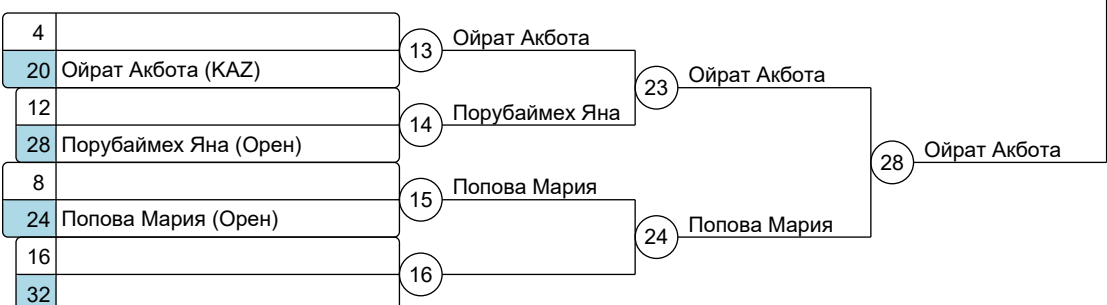 4
13 Ойрат Акбота
20 Ойрат Акбота (KAZ)
23 Ойрат Акбота
12
14 Порубаймех Яна
28 Порубаймех Яна (Орен)
28 Ойрат Акбота
8
15 Попова Мария
24 Попова Мария (Орен)
24 Попова Мария
16
16
32